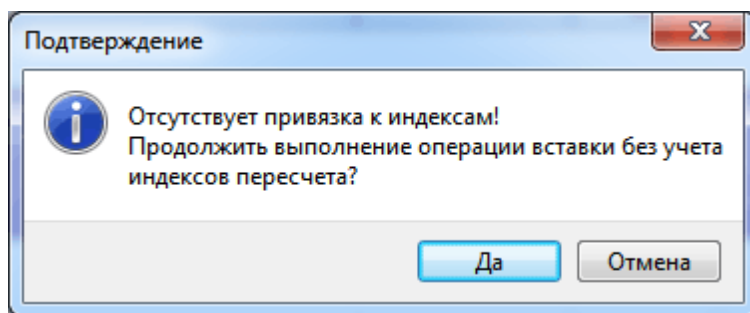 Подтверждение
Отсутствует привязка к индексам!
Продолжить выполнение операции вставки без учета
индексов пересчета?
Да
Отмена